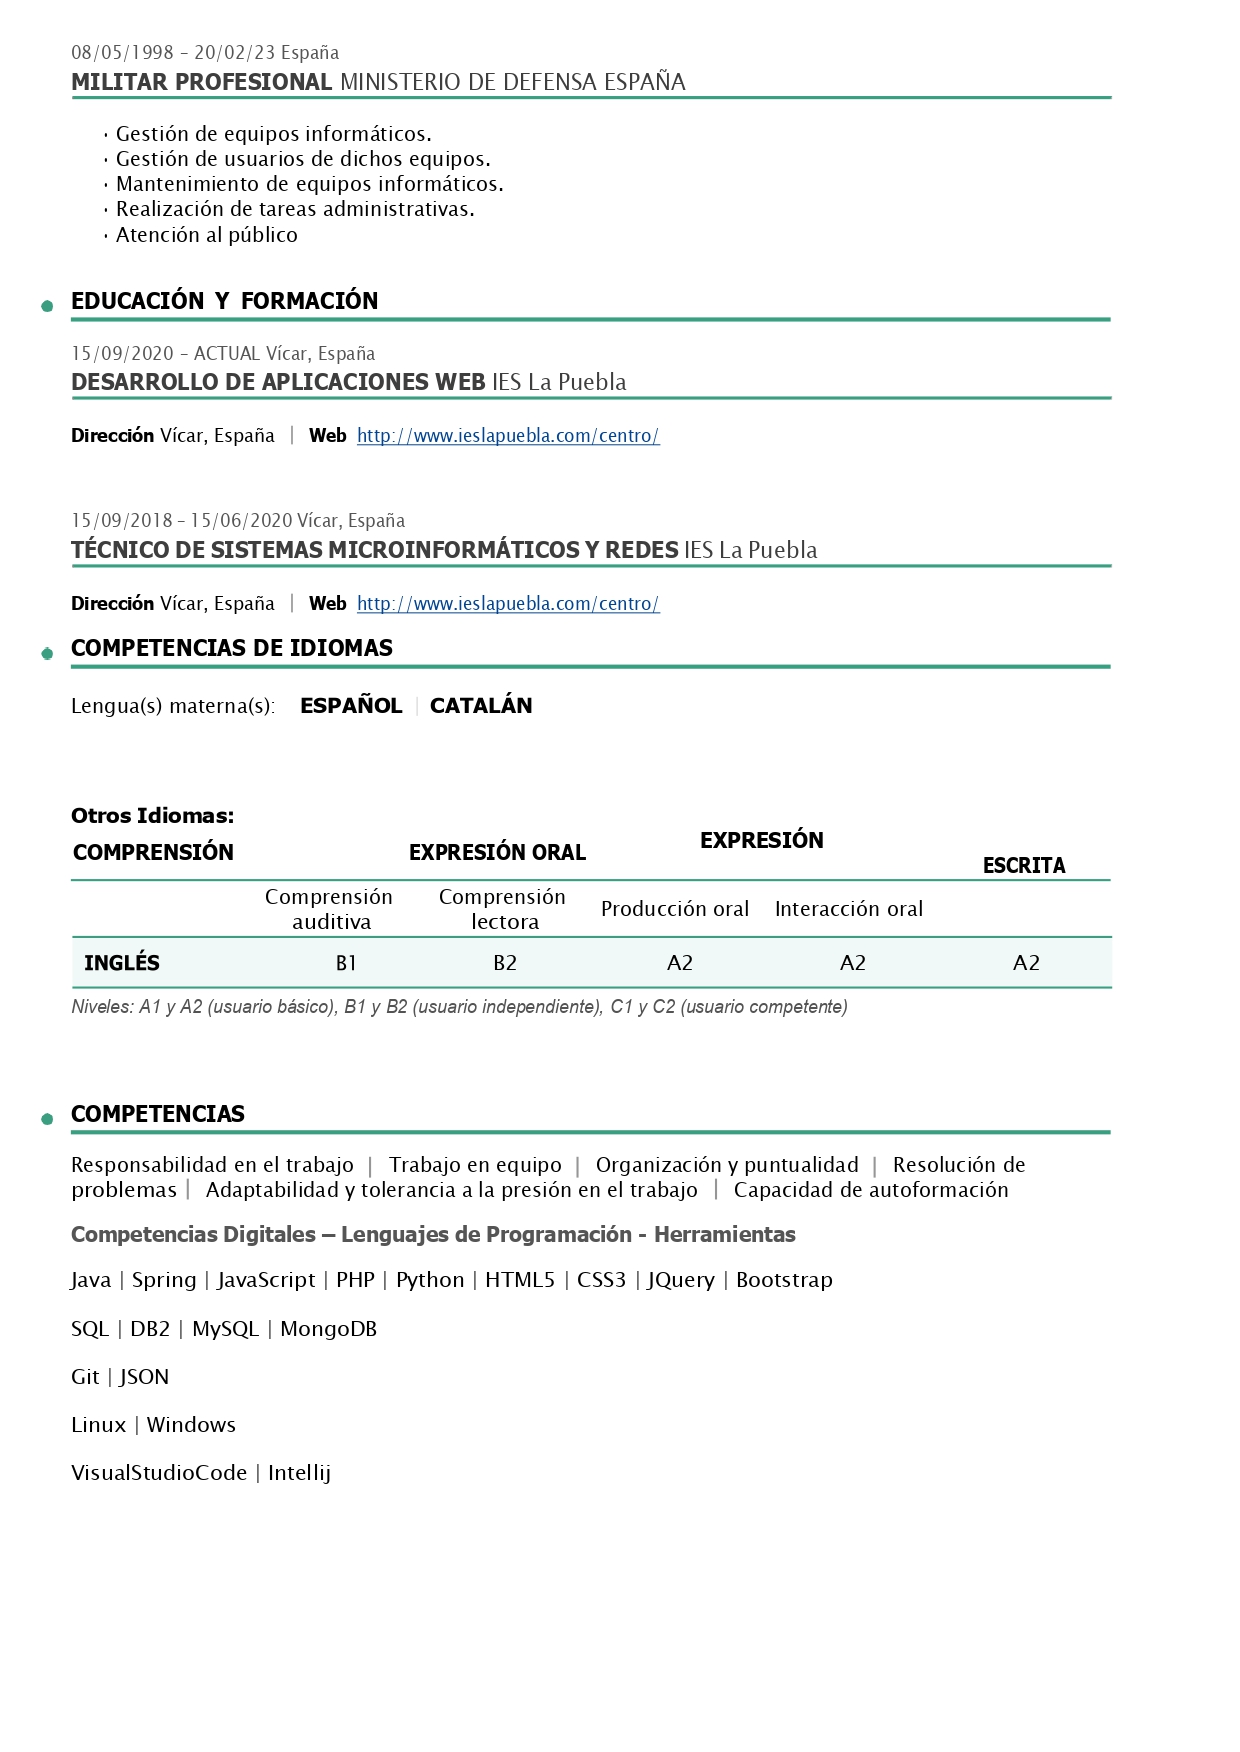 08/05/1998 – 20/02/23 España
MILITAR PROFESIONAL MINISTERIO DE DEFENSA ESPAÑA
· Gestión de equipos informáticos.
· Gestión de usuarios de dichos equipos.
· Mantenimiento de equipos informáticos.
· Realización de tareas administrativas.
· Atención al público
EDUCACIÓN Y FORMACIÓN
15/09/2020 – ACTUAL Vícar, España
DESARROLLO DE APLICACIONES WEB IES La Puebla
Dirección Vícar, España | Web http://www.ieslapuebla.com/centro/
15/09/2018 – 15/06/2020 Vícar, España
TÉCNICO DE SISTEMAS MICROINFORMÁTICOS Y REDES IES La Puebla
Dirección Vícar, España | Web http://www.ieslapuebla.com/centro/
COMPETENCIAS DE IDIOMAS
Lengua(s) materna(s): ESPAÑOL | CATALÁN
Otros Idiomas:
COMPRENSIÓN EXPRESIÓN ORAL EXPRESIÓN ESCRITA
Comprensión auditiva Comprensión lectora Producción oral Interacción oral
INGLÉS B1 B2 A2 A2 A2
Niveles: A1 y A2 (usuario básico), B1 y B2 (usuario independiente), C1 y C2 (usuario competente)
COMPETENCIAS
Responsabilidad en el trabajo | Trabajo en equipo | Organización y puntualidad | Resolución de
problemas | Adaptabilidad y tolerancia a la presión en el trabajo | Capacidad de autoformación
Competencias Digitales – Lenguajes de Programación - Herramientas
Java | Spring | JavaScript | PHP | Python | HTML5 | CSS3 | JQuery | Bootstrap
SQL | DB2 | MySQL | MongoDB
Git | JSON
Linux | Windows
VisualStudioCode | Intellij